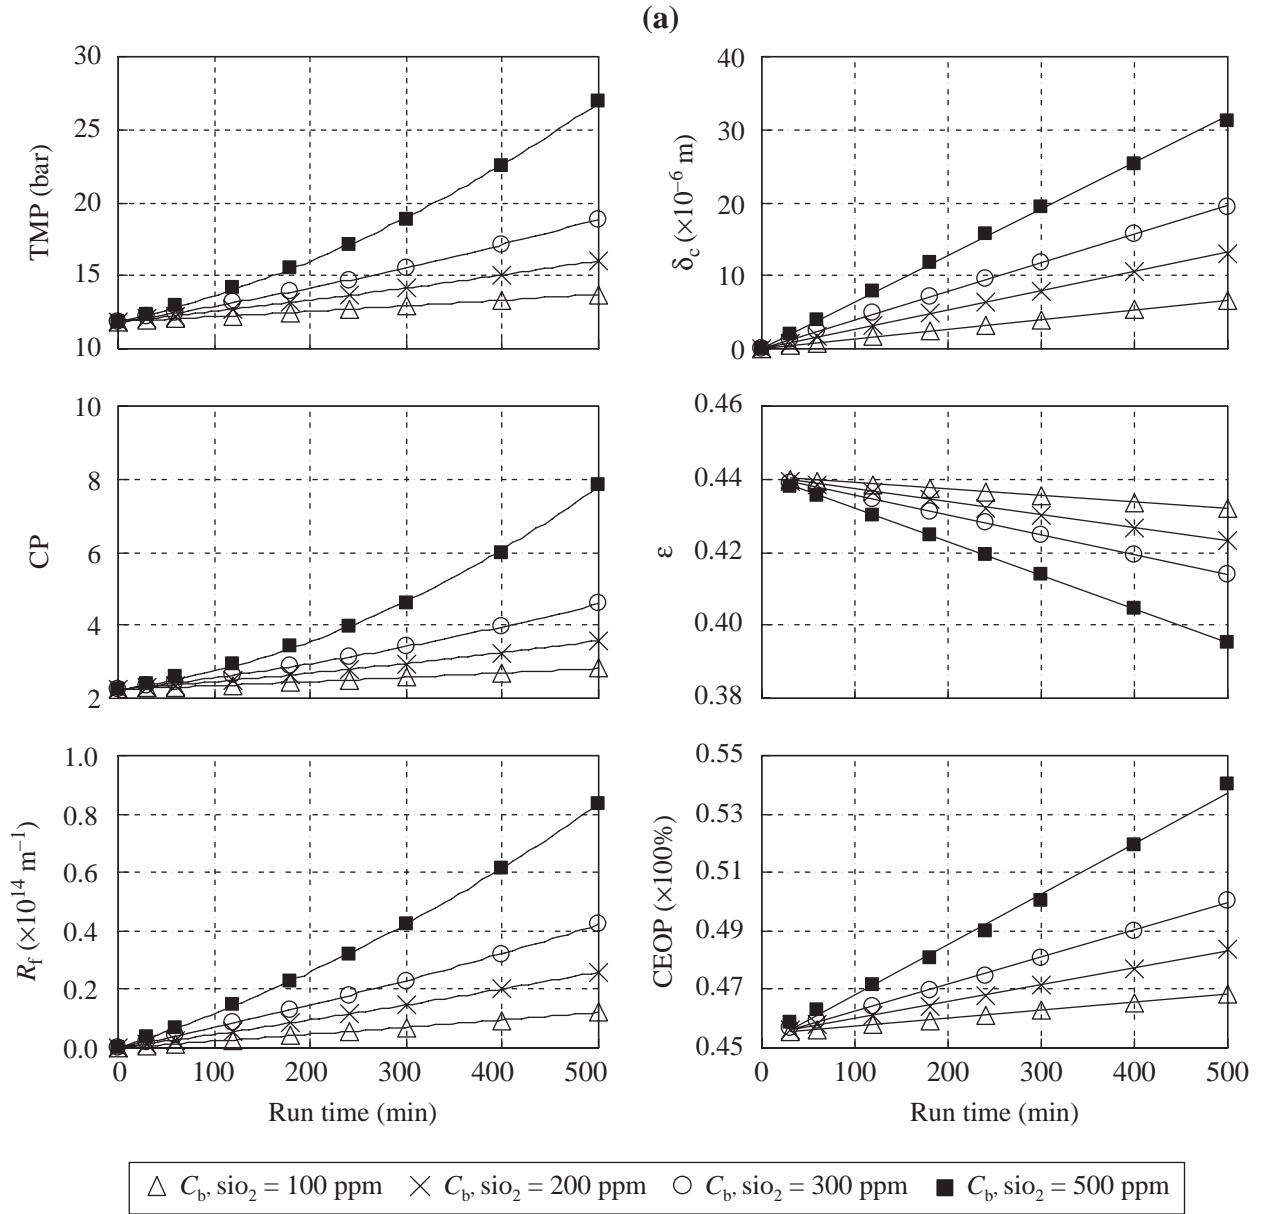 (a)
TMP (bar)
30
25
20
15
10
δc (×10⁻⁶ m)
40
30
20
10
0
CP
10
8
6
4
2
ε
0.46
0.44
0.42
0.40
0.38
Rf (×10¹⁴ m⁻¹)
1.0
0.8
0.6
0.4
0.2
0.0
0 100 200 300 400 500
Run time (min)
CEOP (×100%)
0.55
0.53
0.51
0.49
0.47
0.45
0 100 200 300 400 500
Run time (min)
Cb, sio₂ = 100 ppm Cb, sio₂ = 200 ppm Cb, sio₂ = 300 ppm Cb, sio₂ = 500 ppm